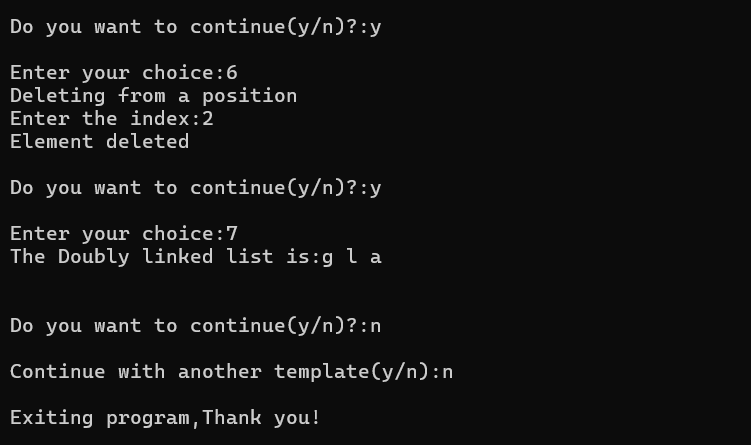 Do you want to continue(y/n)?:y
Enter your choice:6
Deleting from a position
Enter the index:2
Element deleted
Do you want to continue(y/n)?:y
Enter your choice:7
The Doubly linked list is:g l a
Do you want to continue(y/n)?:n
Continue with another template(y/n):n
Exiting program,Thank you!